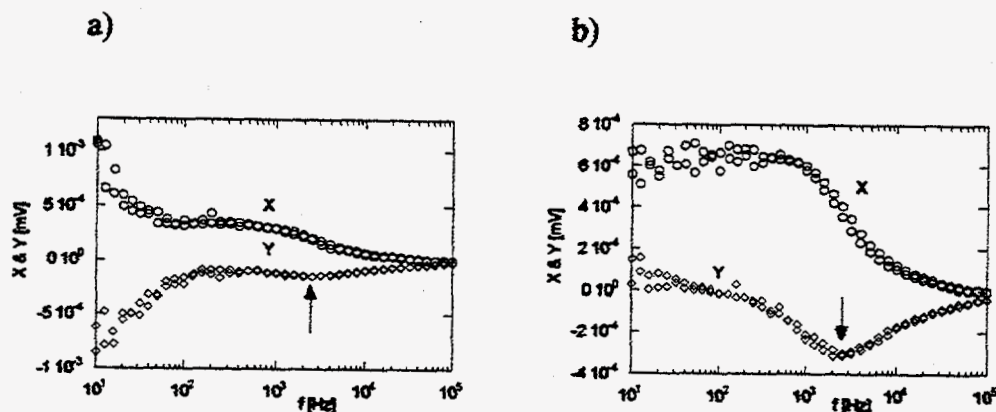 a)
b)
X & Y [mV]
1 10⁻³
5 10⁻⁴
0 10⁰
-5 10⁻⁴
-1 10⁻³
X
Y
10¹
10²
10³
10⁴
10⁵
f [Hz]
X & Y [mV]
8 10⁻⁴
6 10⁻⁴
4 10⁻⁴
2 10⁻⁴
0 10⁰
-2 10⁻⁴
-4 10⁻⁴
X
Y
10¹
10²
10³
10⁴
10⁵
f [Hz]